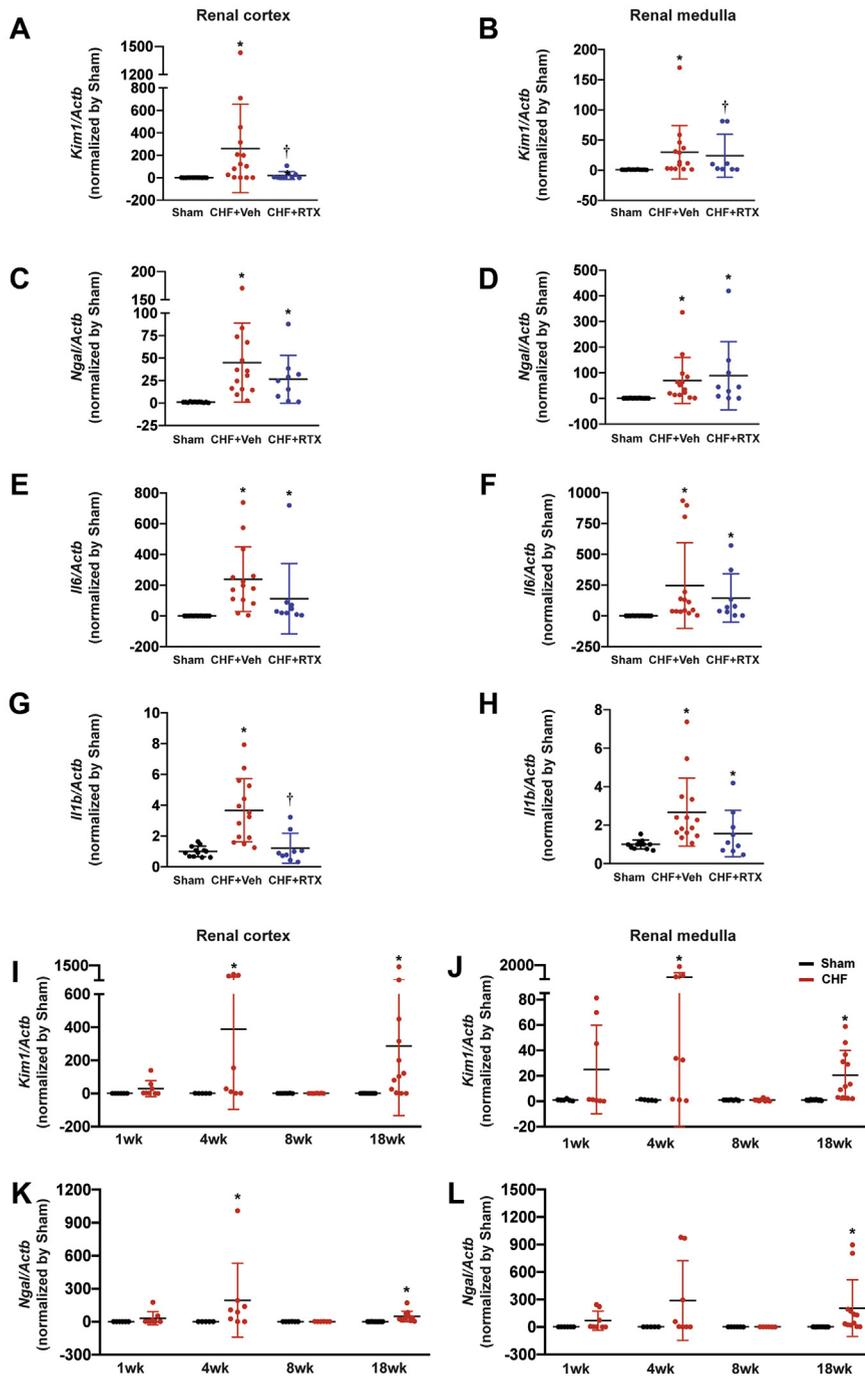 Renal cortex
Renal medulla
A
Kim1/Actb
(normalized by Sham)
1500
1200
800
600
400
200
0
-200
*
†
*
Sham CHF+Veh CHF+RTX
B
Kim1/Actb
(normalized by Sham)
200
150
100
50
0
-50
*
†
Sham CHF+Veh CHF+RTX
C
Ngal/Actb
(normalized by Sham)
200
150
100
75
50
25
0
-25
*
*
Sham CHF+Veh CHF+RTX
D
Ngal/Actb
(normalized by Sham)
500
400
300
200
100
0
-100
*
*
Sham CHF+Veh CHF+RTX
E
Il6/Actb
(normalized by Sham)
800
600
400
200
0
-200
*
*
Sham CHF+Veh CHF+RTX
F
Il6/Actb
(normalized by Sham)
1000
750
500
250
0
-250
*
*
Sham CHF+Veh CHF+RTX
G
Il1b/Actb
(normalized by Sham)
10
8
6
4
2
0
*
†
Sham CHF+Veh CHF+RTX
H
Il1b/Actb
(normalized by Sham)
8
6
4
2
0
*
*
Sham CHF+Veh CHF+RTX
Renal cortex
Renal medulla
I
Kim1/Actb
(normalized by Sham)
1500
600
400
200
0
-200
*
*
1wk 4wk 8wk 18wk
J
Kim1/Actb
(normalized by Sham)
2000
80
60
40
20
0
-20
*
*
Sham
CHF
1wk 4wk 8wk 18wk
K
Ngal/Actb
(normalized by Sham)
1200
900
600
300
0
-300
*
*
1wk 4wk 8wk 18wk
L
Ngal/Actb
(normalized by Sham)
1500
1200
900
600
300
0
-300
*
1wk 4wk 8wk 18wk